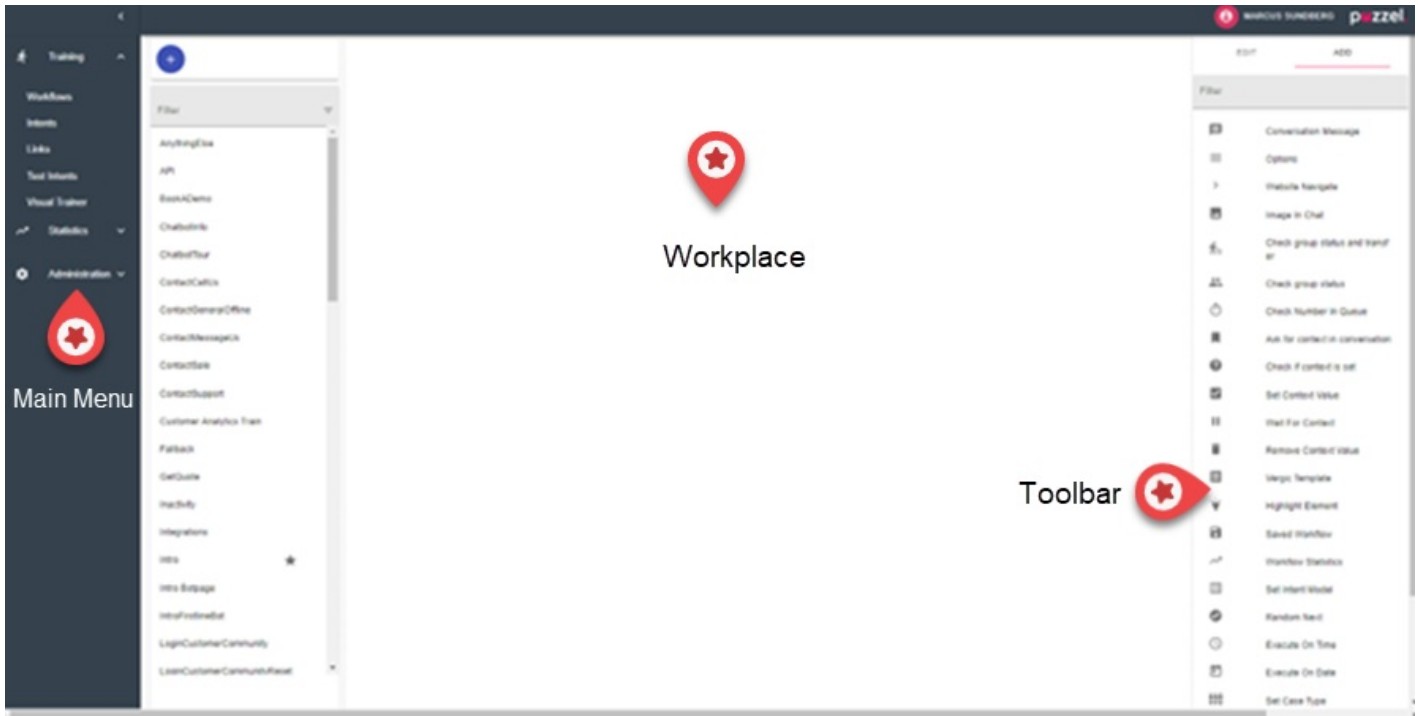 MARCUS SUNDBERG puzzel
Training
Workflows
Intents
Links
Test Intents
Visual Trainer
Statistics
Administration
Main Menu
Filter
AnythingElse
API
BookADemo
ChatbotInfo
ChatbotTour
ContactCallUs
ContactGeneralOffline
ContactMessageUs
ContactSale
ContactSupport
Customer Analytics Train
Fallback
GetQuote
Inactivity
Integrations
Intro
Intro Botpage
IntroFirsttimeBot
LoginCustomerCommunity
LoginCustomerCommunityReset
Workplace
Toolbar
EDIT ADD
Filter
Conversation Message
Options
Website Navigate
Image In Chat
Check group status and transf
er
Check group status
Check Number In Queue
Ask for context in conversation
Check if context is set
Set Context Value
Wait For Context
Remove Context Value
Vergic Template
Highlight Element
Saved Workflow
Workflow Statistics
Set Intent Model
Random Next
Execute On Time
Execute On Date
Set Case Type